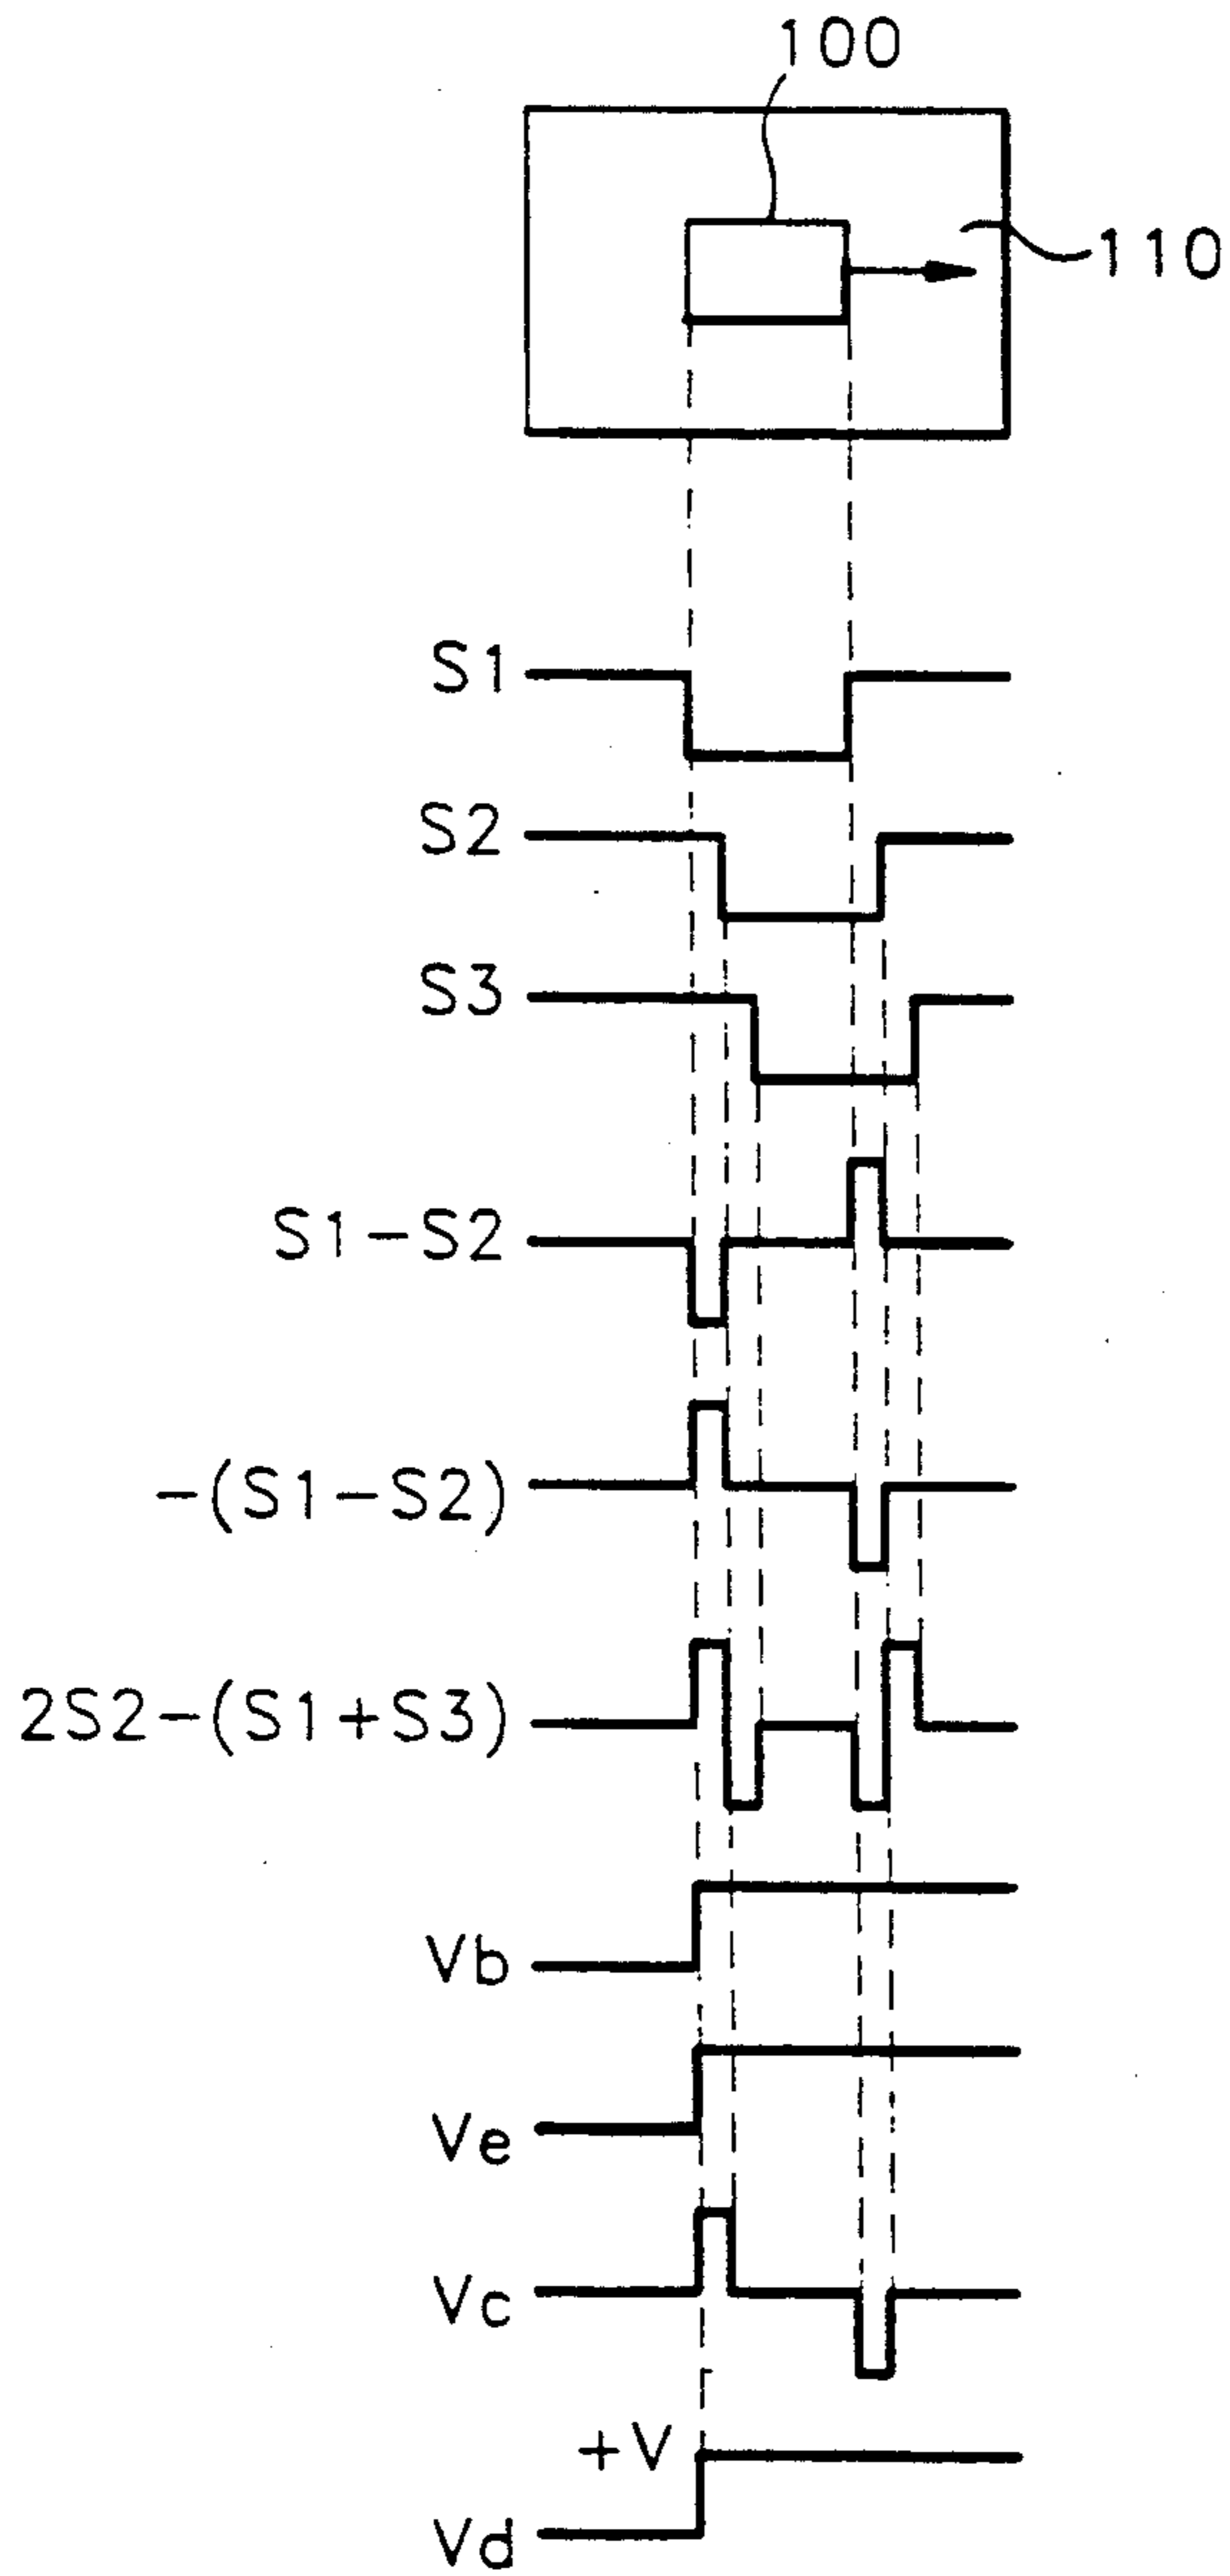 100
110
S1
S2
S3
S1-S2
-(S1-S2)
2S2-(S1+S3)
Vb
Ve
Vc
+V
Vd